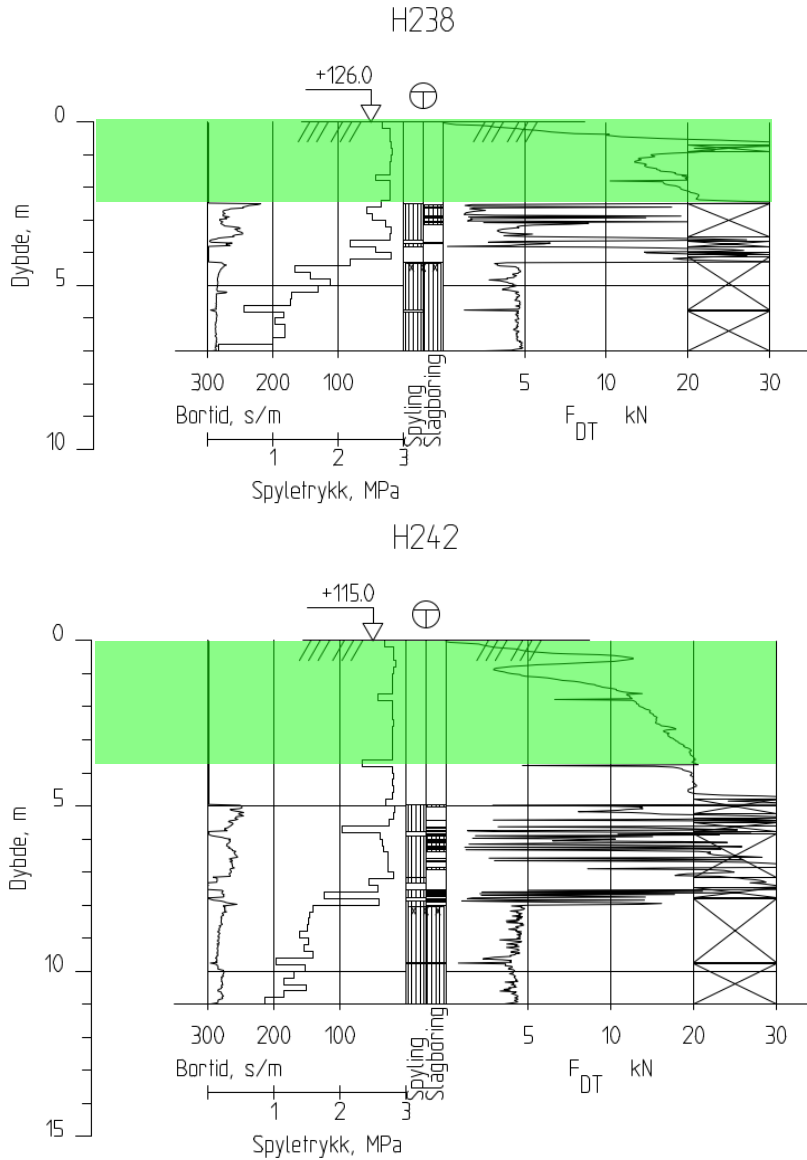 H238
+126.0
0
5
10
Dybde, m
300 200 100 5 10 20 30
Bortid, s/m
Spyling
Slagboring
F DT kN
1 2 3
Spyletrykk, MPa
H242
+115.0
0
5
10
15
Dybde, m
300 200 100 5 10 20 30
Bortid, s/m
Spyling
Slagboring
F DT kN
1 2 3
Spyletrykk, MPa